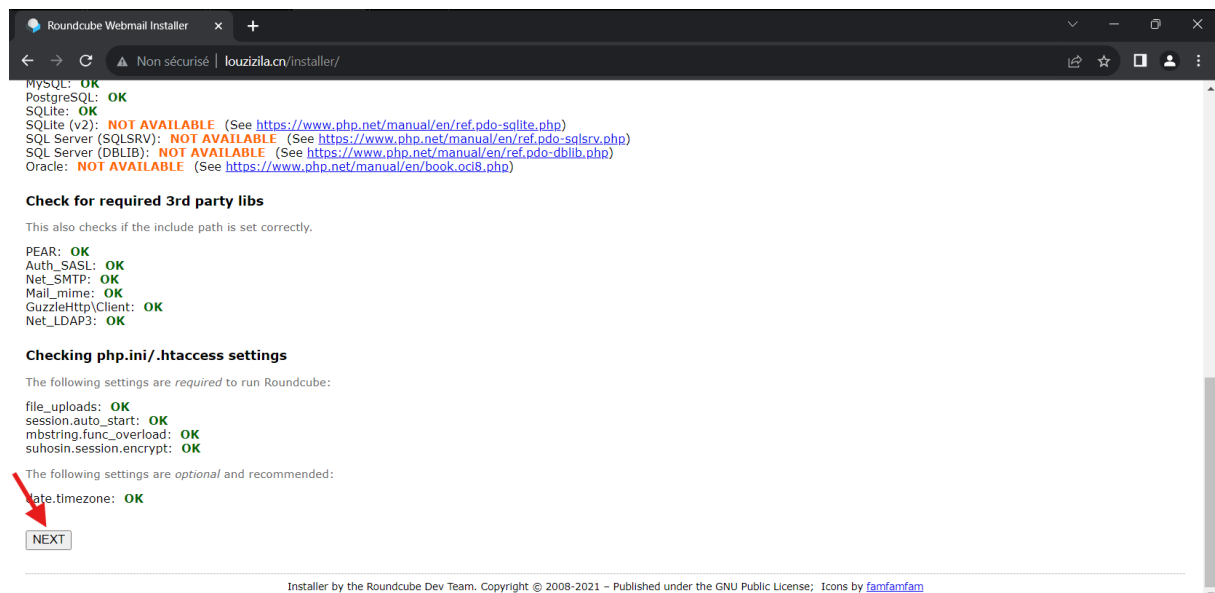 Roundcube Webmail Installer
Non sécurisé | louzizila.cn/installer/
MySQL: OK
PostgreSQL: OK
SQLite: OK
SQLite (v2): NOT AVAILABLE (See https://www.php.net/manual/en/ref.pdo-sqlite.php)
SQL Server (SQLSRV): NOT AVAILABLE (See https://www.php.net/manual/en/ref.pdo-sqlsrv.php)
SQL Server (DBLIB): NOT AVAILABLE (See https://www.php.net/manual/en/ref.pdo-dblib.php)
Oracle: NOT AVAILABLE (See https://www.php.net/manual/en/book.oci8.php)
Check for required 3rd party libs
This also checks if the include path is set correctly.
PEAR: OK
Auth_SASL: OK
Net_SMTP: OK
Mail_mime: OK
GuzzleHttp\Client: OK
Net_LDAP3: OK
Checking php.ini/.htaccess settings
The following settings are required to run Roundcube:
file_uploads: OK
session.auto_start: OK
mbstring.func_overload: OK
suhosin.session.encrypt: OK
The following settings are optional and recommended:
date.timezone: OK
NEXT
Installer by the Roundcube Dev Team. Copyright © 2008-2021 – Published under the GNU Public License; Icons by famfamfam